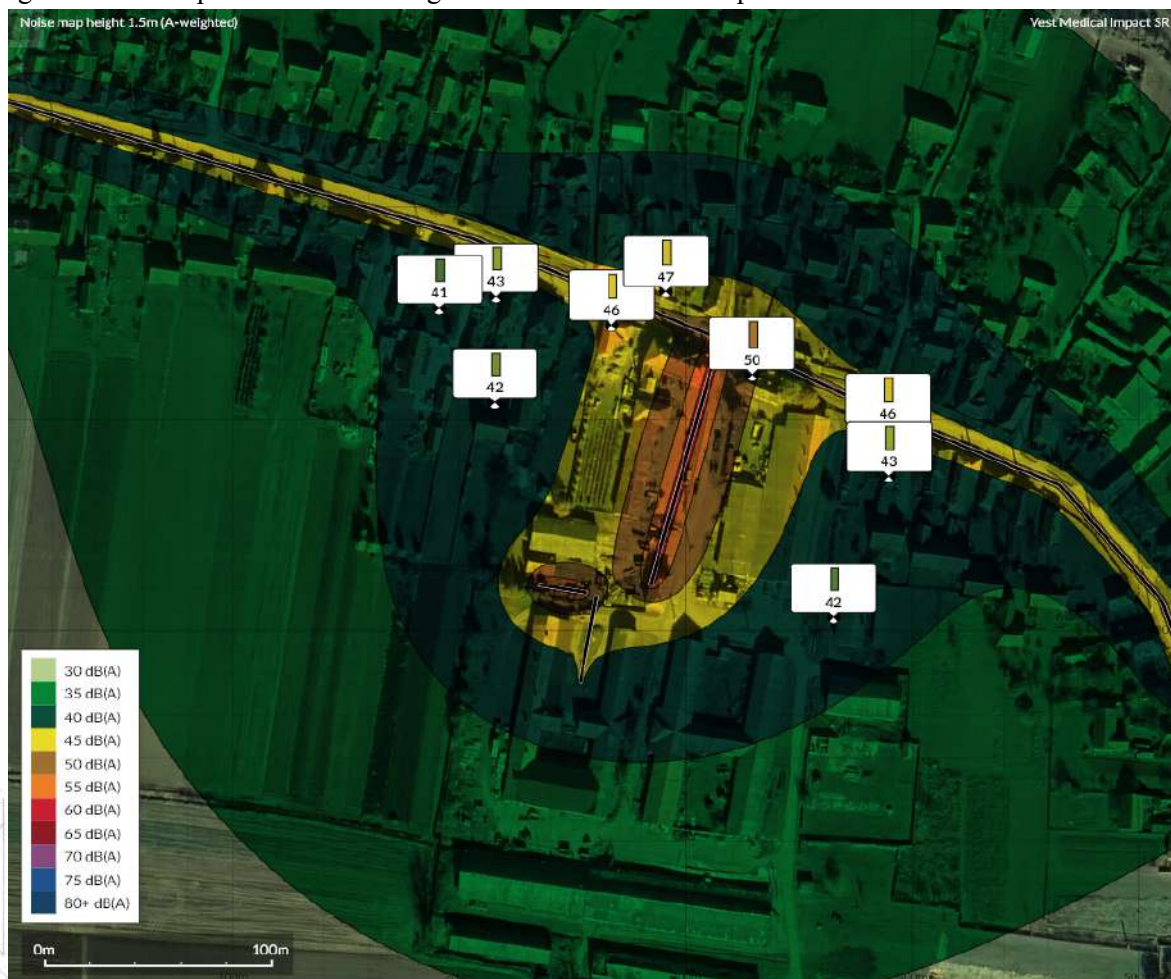 Noise map height 1.5m (A-weighted)
Vest Medical Impact SR
47
43
41
46
50
42
46
43
42
30 dB(A)
35 dB(A)
40 dB(A)
45 dB(A)
50 dB(A)
55 dB(A)
60 dB(A)
65 dB(A)
70 dB(A)
75 dB(A)
80+ dB(A)
0m
100m